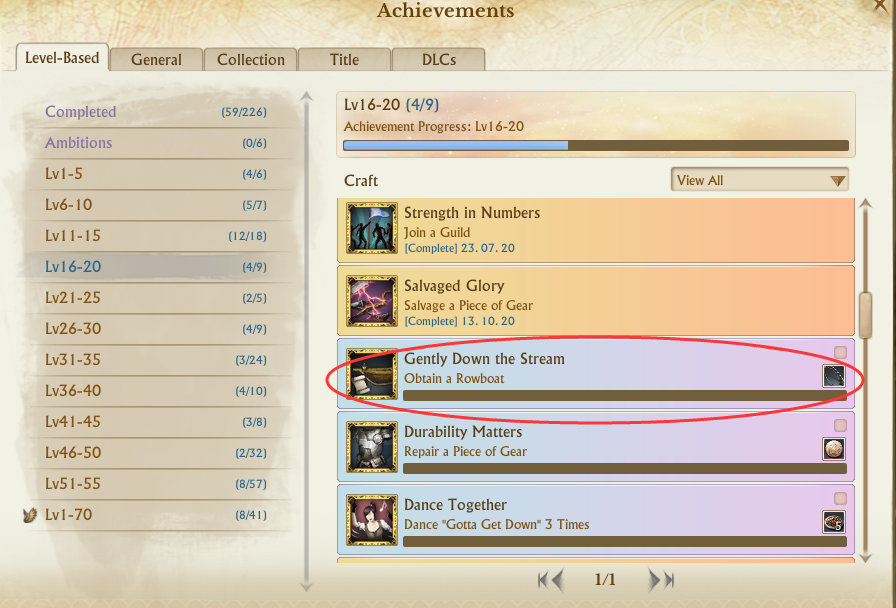 Achievements
Level-Based
General
Collection
Title
DLCs
Completed (59/226)
Ambitions (0/6)
Lv1-5 (4/6)
Lv6-10 (5/7)
Lv11-15 (12/18)
Lv16-20 (4/9)
Lv21-25 (2/5)
Lv26-30 (4/9)
Lv31-35 (3/24)
Lv36-40 (4/10)
Lv41-45 (3/8)
Lv46-50 (2/32)
Lv51-55 (8/57)
Lv1-70 (8/41)
Lv16-20 (4/9)
Achievement Progress: Lv16-20
Craft
View All
Strength in Numbers
Join a Guild
[Complete] 23. 07. 20
Salvaged Glory
Salvage a Piece of Gear
[Complete] 13. 10. 20
Gently Down the Stream
Obtain a Rowboat
Durability Matters
Repair a Piece of Gear
Dance Together
Dance "Gotta Get Down" 3 Times
5
1/1